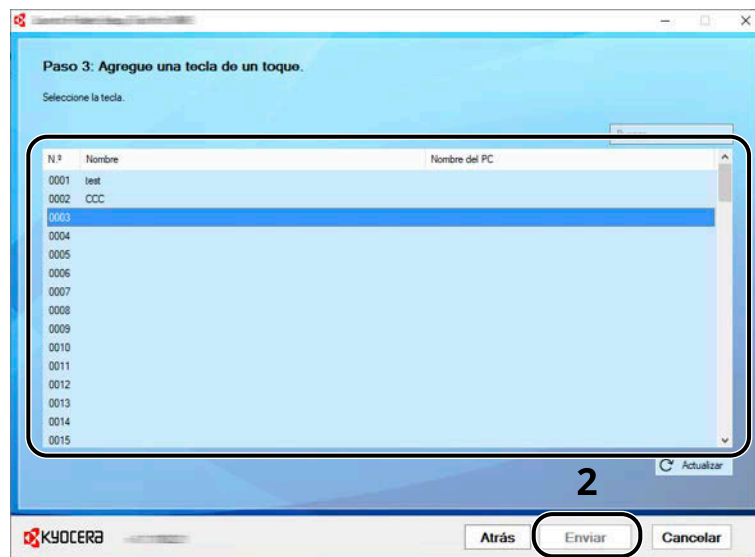 Paso 3: Agregue una tecla de un toque.
Seleccione la tecla.
N.º Nombre Nombre del PC
0001 test
0002 CCC
0003
0004
0005
0006
0007
0008
0009
0010
0011
0012
0013
0014
0015
Actualizar
2
KYOCERA Atrás Enviar Cancelar